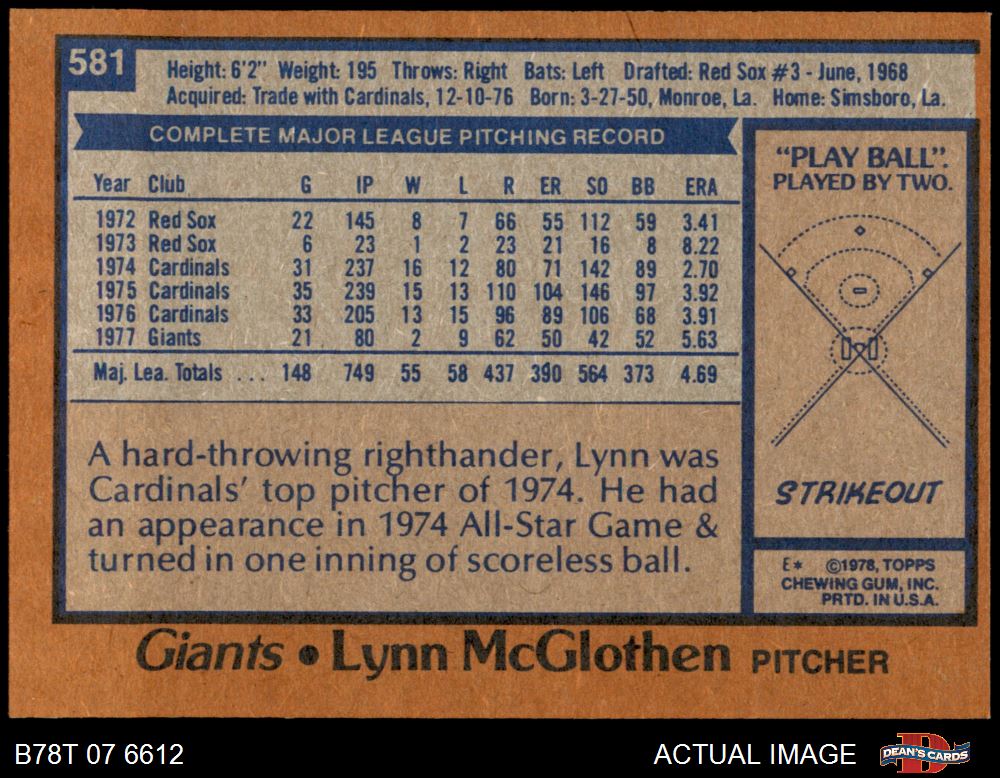 581
Height: 6'2" Weight: 195 Throws: Right Bats: Left Drafted: Red Sox #3 - June, 1968
Acquired: Trade with Cardinals, 12-10-76 Born: 3-27-50, Monroe, La. Home: Simsboro, La.
COMPLETE MAJOR LEAGUE PITCHING RECORD
Year Club G IP W L R ER SO BB ERA
1972 Red Sox 22 145 8 7 66 55 112 59 3.41
1973 Red Sox 6 23 1 2 23 21 16 8 8.22
1974 Cardinals 31 237 16 12 80 71 142 89 2.70
1975 Cardinals 35 239 15 13 110 104 146 97 3.92
1976 Cardinals 33 205 13 15 96 89 106 68 3.91
1977 Giants 21 80 2 9 62 50 42 52 5.63
Maj. Lea. Totals ... 148 749 55 58 437 390 564 373 4.69
A hard-throwing righthander, Lynn was
Cardinals' top pitcher of 1974. He had
an appearance in 1974 All-Star Game &
turned in one inning of scoreless ball.
"PLAY BALL".
PLAYED BY TWO.
STRIKEOUT
E* ©1978, TOPPS
CHEWING GUM, INC.
PRTD. IN U.S.A.
Giants • Lynn McGlothen PITCHER
B78T 07 6612
ACTUAL IMAGE
DEAN'S CARDS